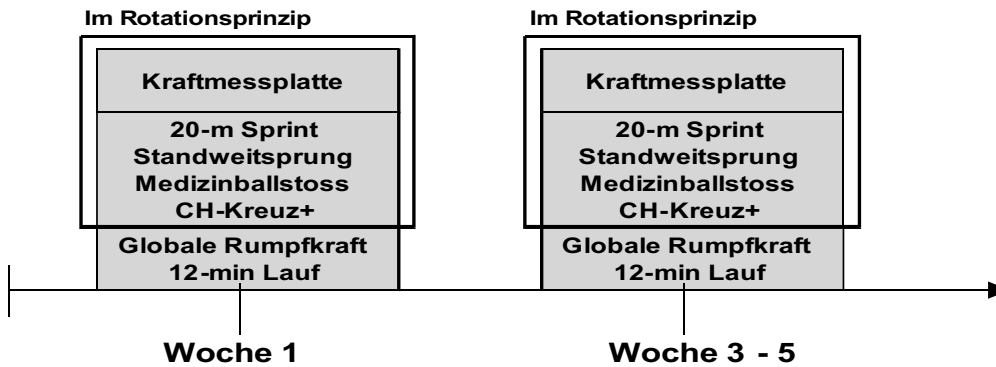 Im Rotationsprinzip
Kraftmessplatte
20-m Sprint
Standweitsprung
Medizinballstoss
CH-Kreuz+
Globale Rumpfkraft
12-min Lauf
Woche 1
Im Rotationsprinzip
Kraftmessplatte
20-m Sprint
Standweitsprung
Medizinballstoss
CH-Kreuz+
Globale Rumpfkraft
12-min Lauf
Woche 3 - 5